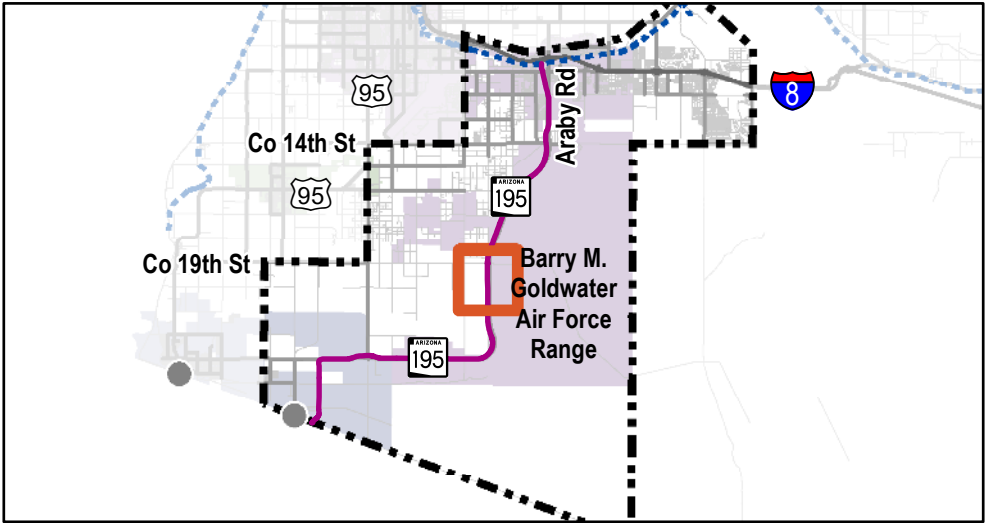 95
Araby Rd
8
Co 14th St
95
ARIZONA
195
Co 19th St
Barry M.
Goldwater
Air Force
Range
ARIZONA
195